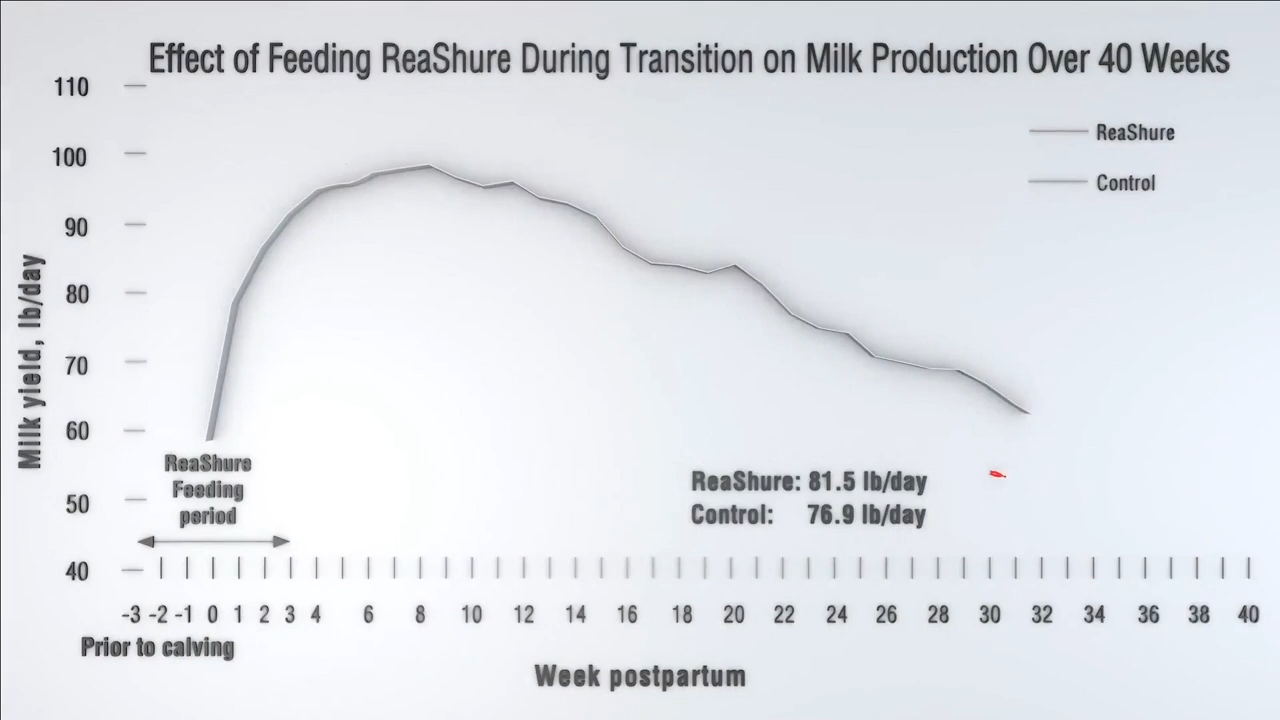 Effect of Feeding ReaShure During Transition on Milk Production Over 40 Weeks
110
100
90
80
70
60
50
40
Milk yield, lb/day
ReaShure
Control
ReaShure
Feeding
period
ReaShure: 81.5 lb/day
Control: 76.9 lb/day
-3 -2 -1 0 1 2 3 4 6 8 10 12 14 16 18 20 22 24 26 28 30 32 34 36 38 40
Prior to calving
Week postpartum